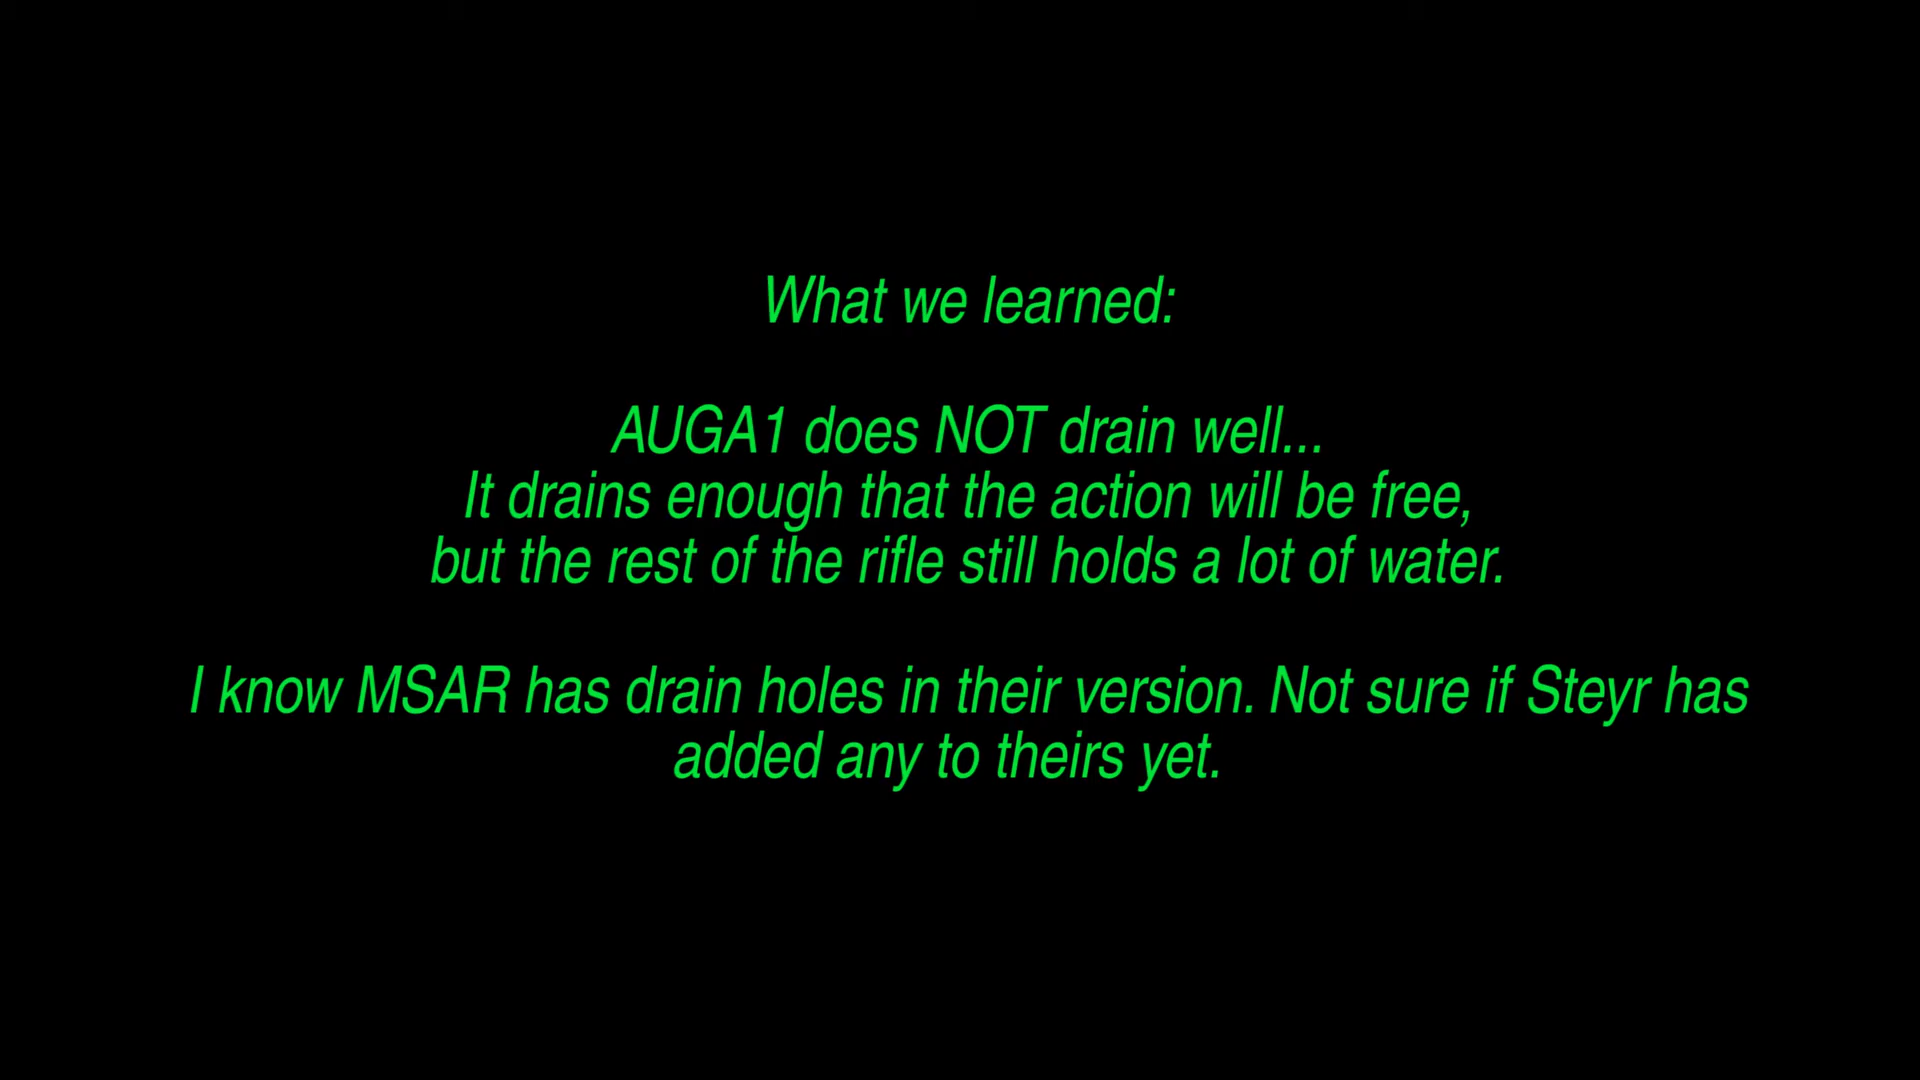 What we learned:
AUGA1 does NOT drain well...
It drains enough that the action will be free,
but the rest of the rifle still holds a lot of water.
I know MSAR has drain holes in their version. Not sure if Steyr has
added any to theirs yet.